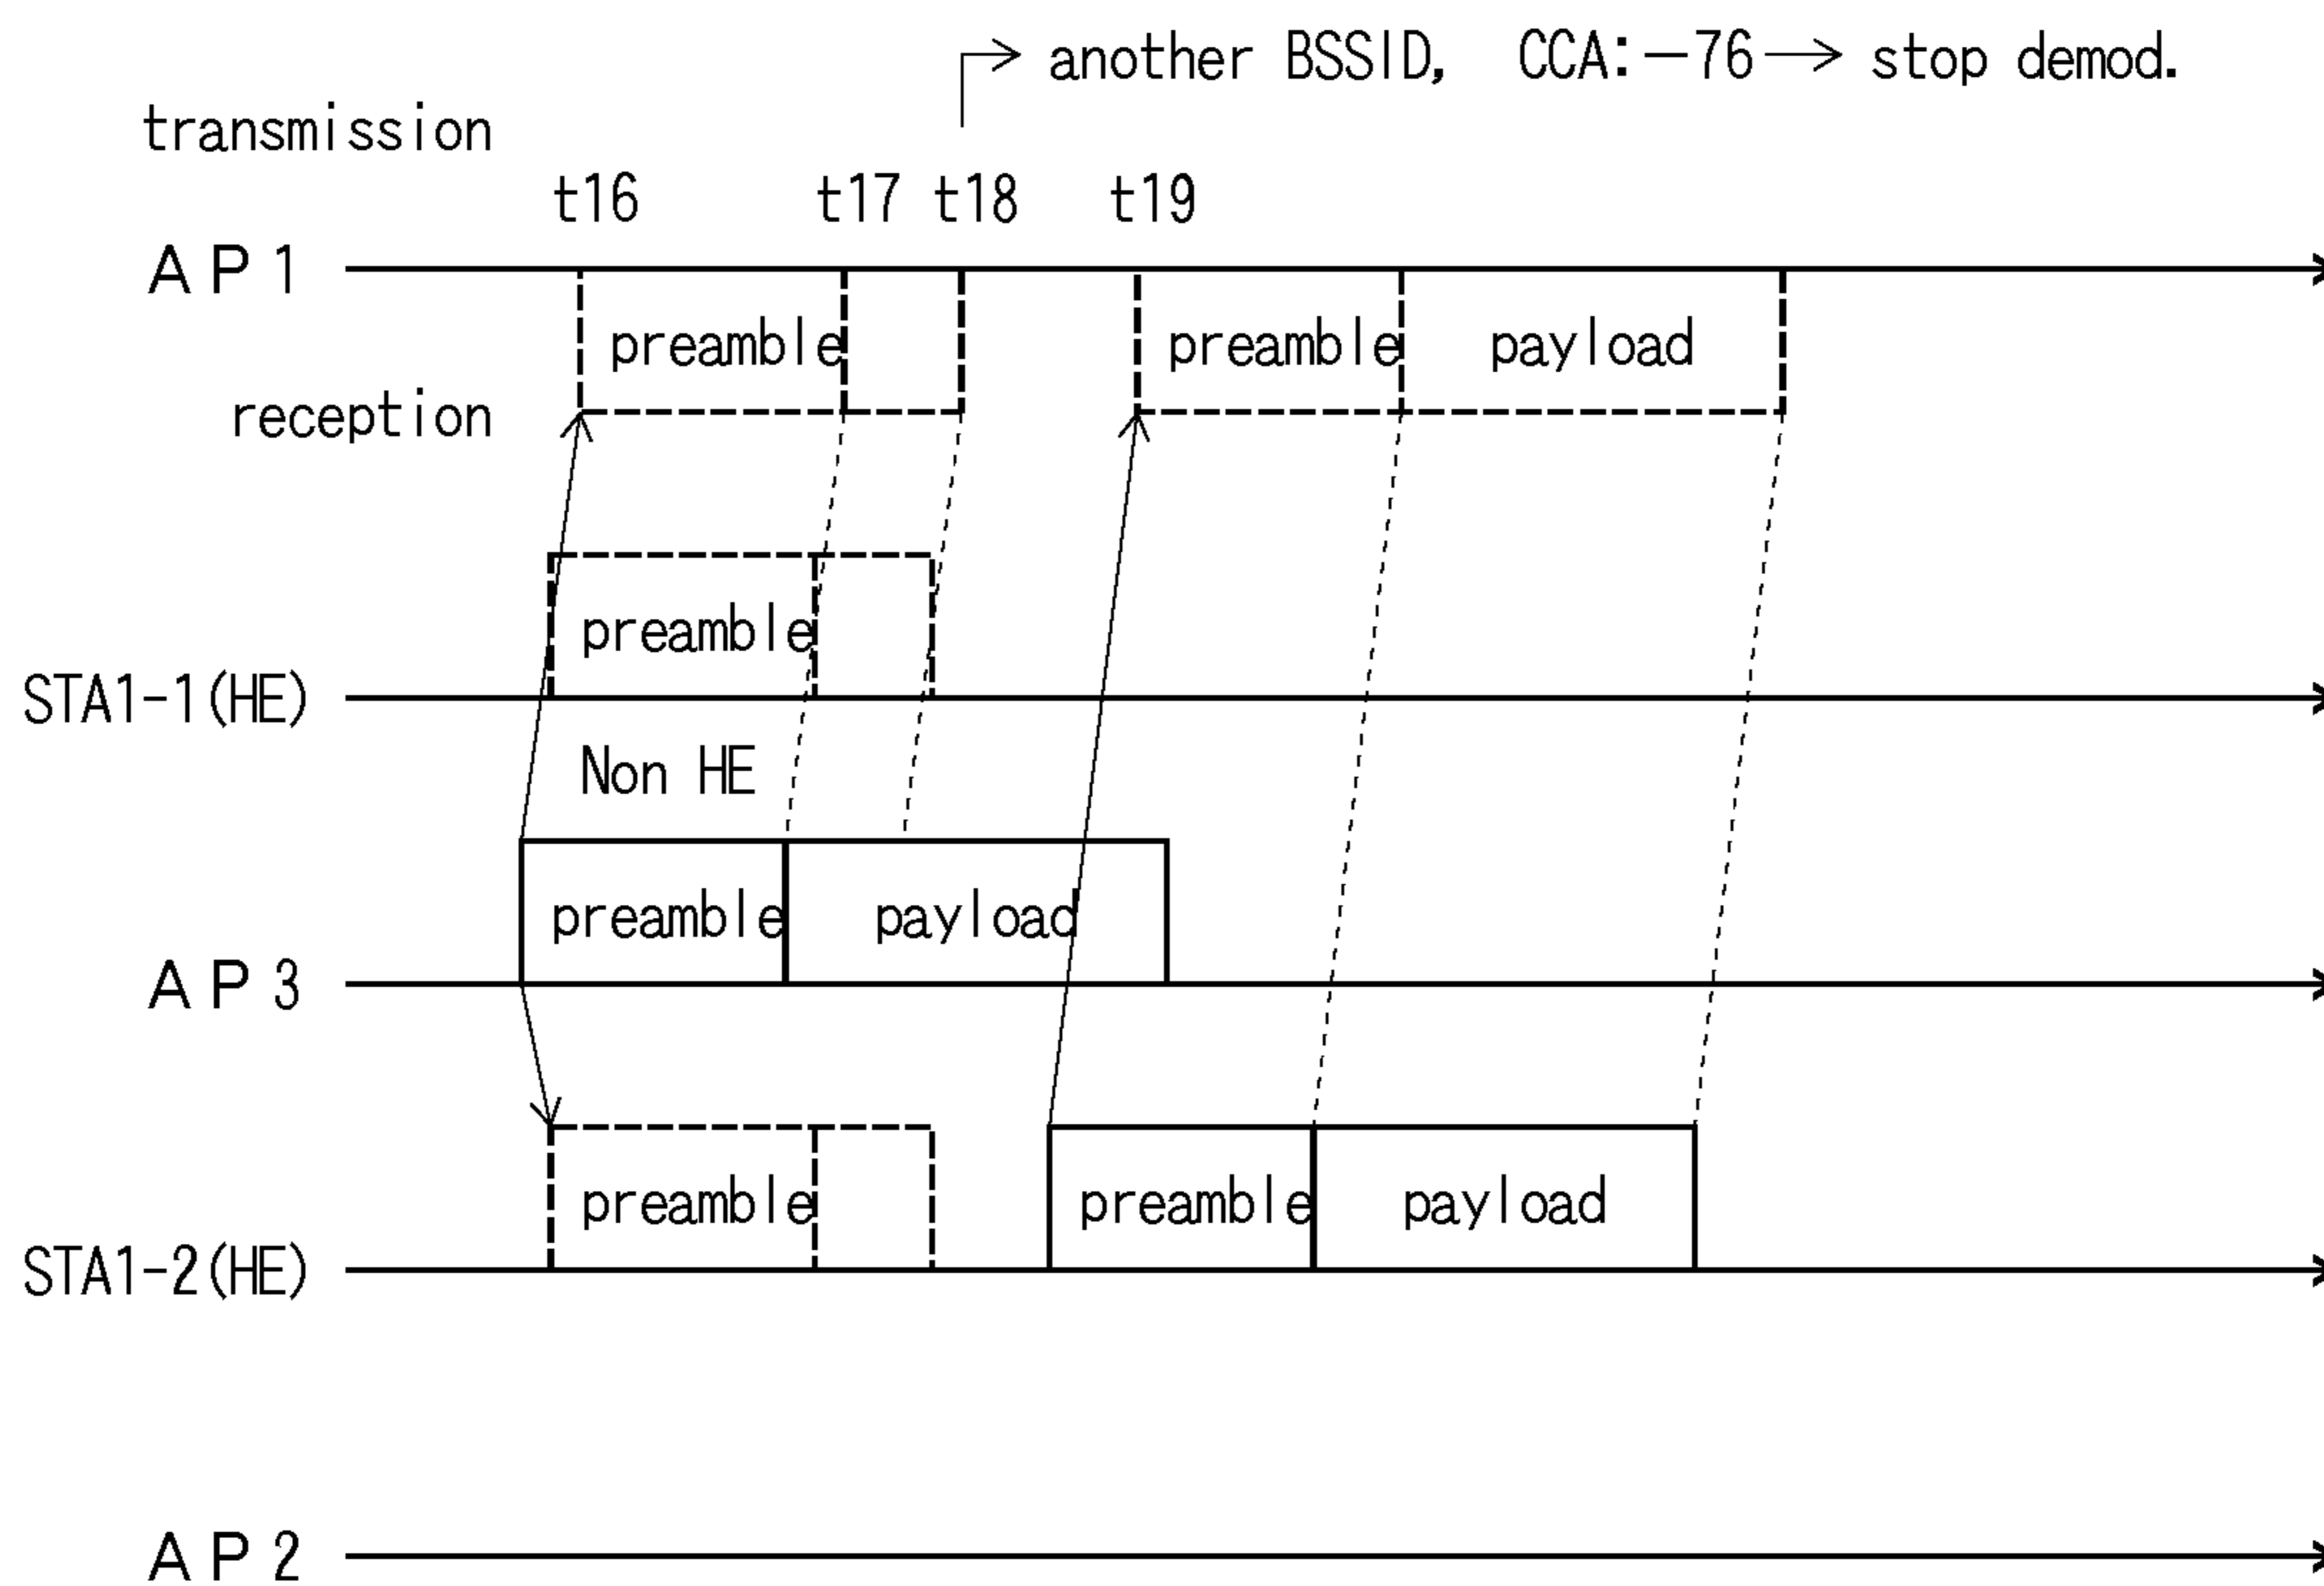 another BSSID, CCA:-76 → stop demod.
transmission
t16 t17 t18 t19
AP1
preamble preamble payload
reception
preamble
STA1-1(HE)
Non HE
preamble payload
AP3
preamble preamble payload
STA1-2(HE)
AP2